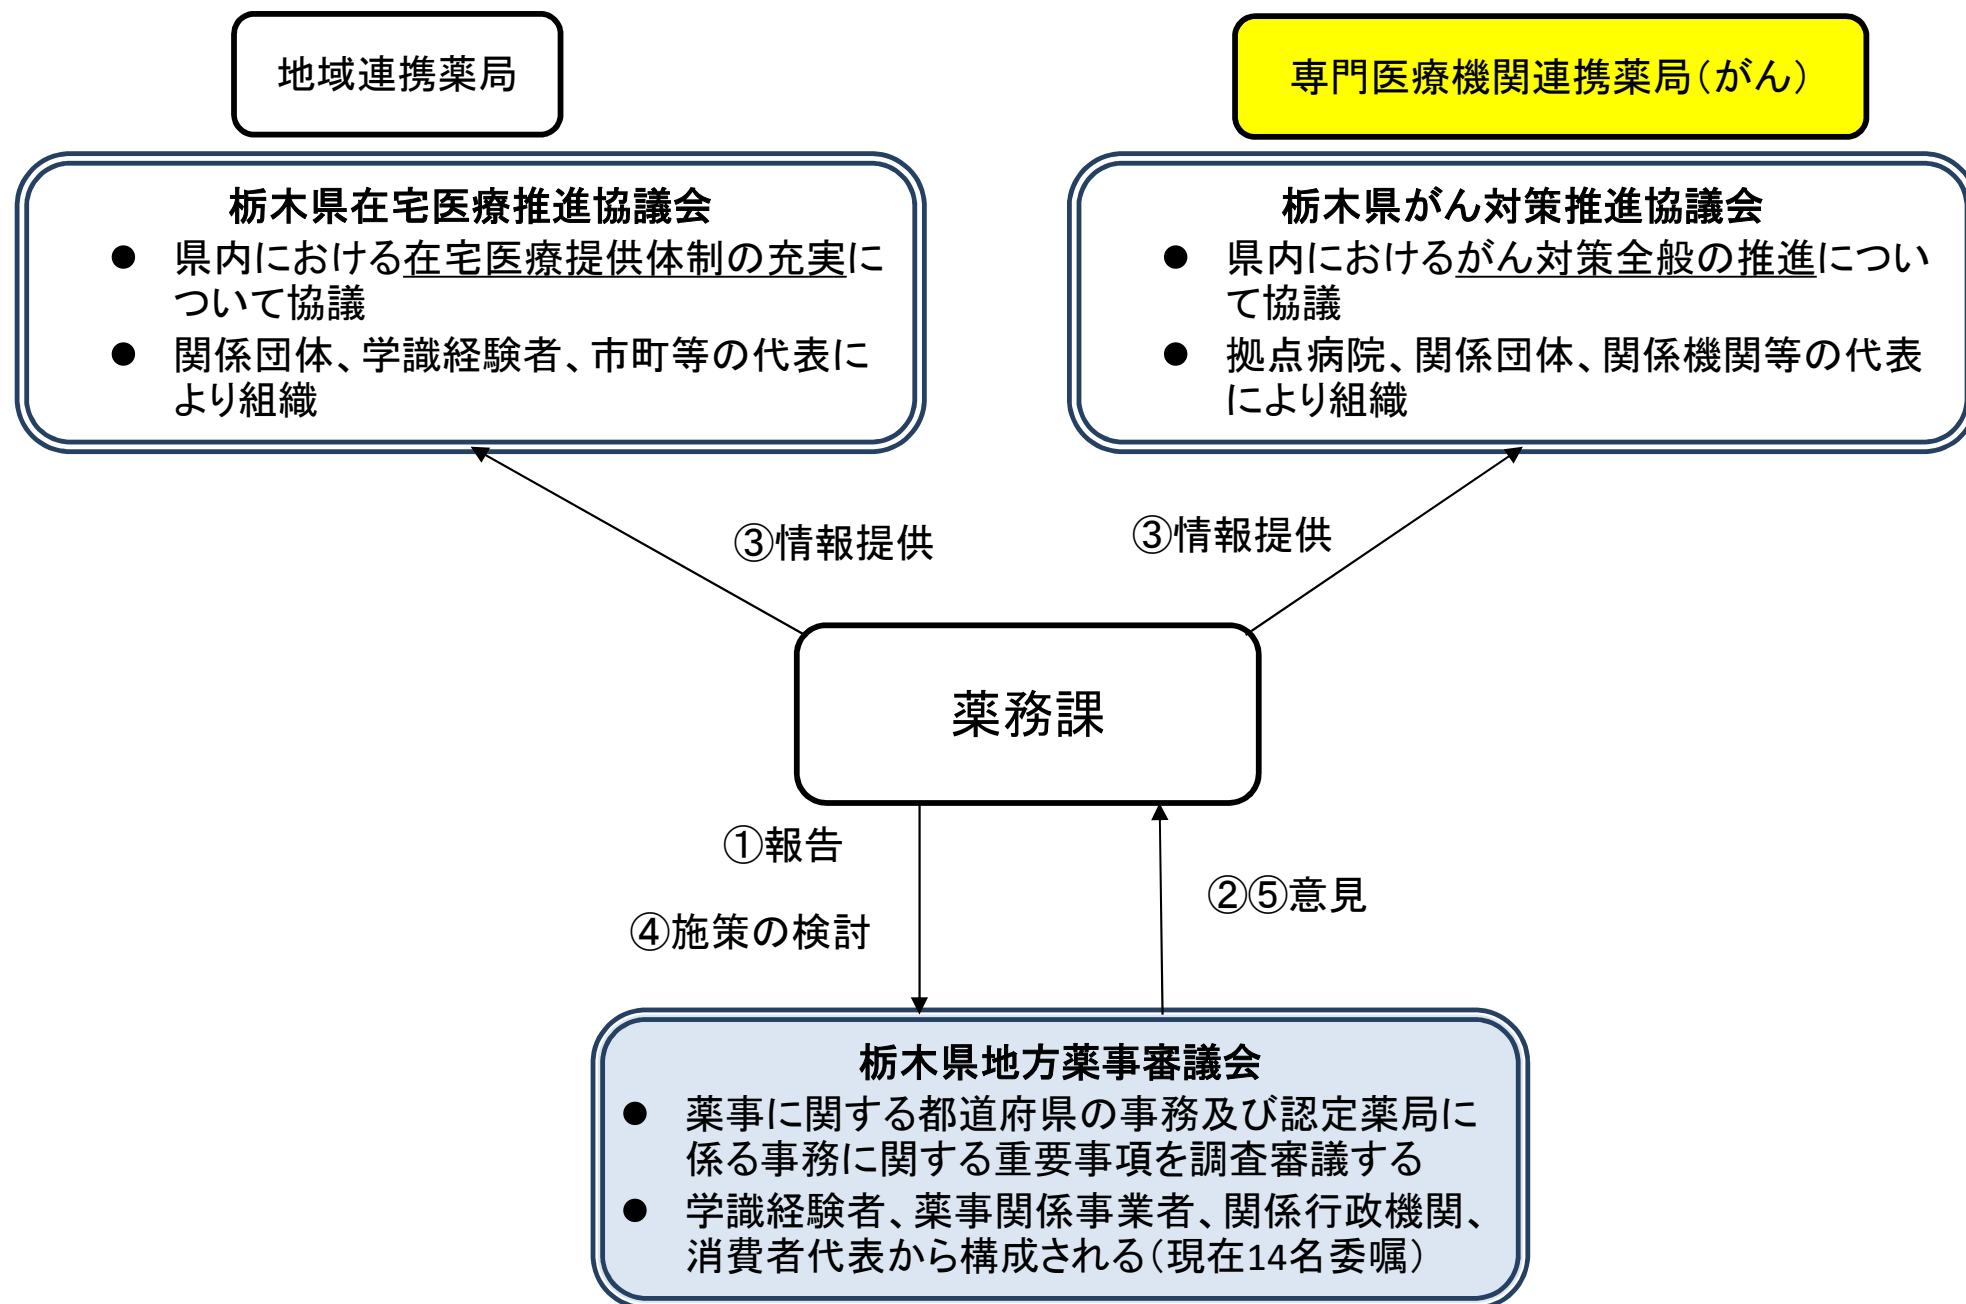 地域連携薬局
専門医療機関連携薬局(がん)
栃木県在宅医療推進協議会
● 県内における在宅医療提供体制の充実に
ついて協議
● 関係団体、学識経験者、市町等の代表に
より組織
栃木県がん対策推進協議会
● 県内におけるがん対策全般の推進につい
て協議
● 拠点病院、関係団体、関係機関等の代表
により組織
③情報提供
③情報提供
薬務課
①報告
④施策の検討
②⑤意見
栃木県地方薬事審議会
● 薬事に関する都道府県の事務及び認定薬局に
係る事務に関する重要事項を調査審議する
● 学識経験者、薬事関係事業者、関係行政機関、
消費者代表から構成される(現在14名委嘱)